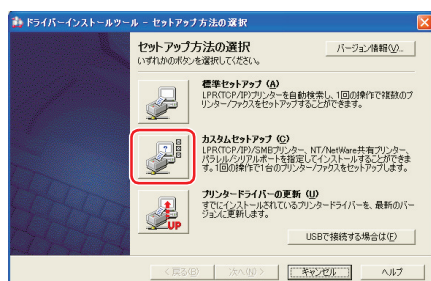 ドライバーインストールツール - セットアップ方法の選択
セットアップ方法の選択
いずれかのボタンを選択してください。
バージョン情報(V)...
標準セットアップ (A)
LPR(TCP/IP)プリンターを自動検索し、1回の操作で複数のプ
リンター/ファクスをセットアップすることができます。
カスタムセットアップ (C)
LPR(TCP/IP)/SMBプリンター、NT/NetWare共有プリンター、
パラレル/シリアルポートを指定してインストールすることができま
す。1回の操作で1台のプリンター/ファクスをセットアップします。
プリンタードライバーの更新 (U)
すでにインストールされているプリンタードライバーを、最新のバー
ジョンに更新します。
UP
USBで接続する場合は(F)
< 戻る(B)
次へ(N) >
キャンセル
ヘルプ